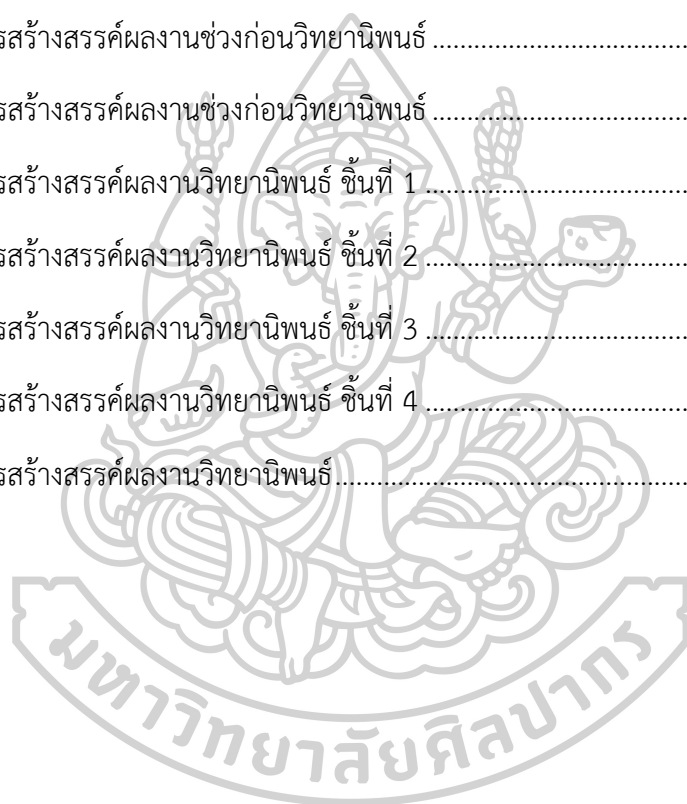 รสร้างสรรค์ผลงานช่วงก่อนวิทยานิพนธ์ ......................................
รสร้างสรรค์ผลงานช่วงก่อนวิทยานิพนธ์ ......................................
รสร้างสรรค์ผลงานวิทยานิพนธ์ ชิ้นที่ 1 .......................................
รสร้างสรรค์ผลงานวิทยานิพนธ์ ชิ้นที่ 2 .......................................
รสร้างสรรค์ผลงานวิทยานิพนธ์ ชิ้นที่ 3 .......................................
รสร้างสรรค์ผลงานวิทยานิพนธ์ ชิ้นที่ 4 .......................................
รสร้างสรรค์ผลงานวิทยานิพนธ์....................................................
มหาวิทยาลัยศิลปากร